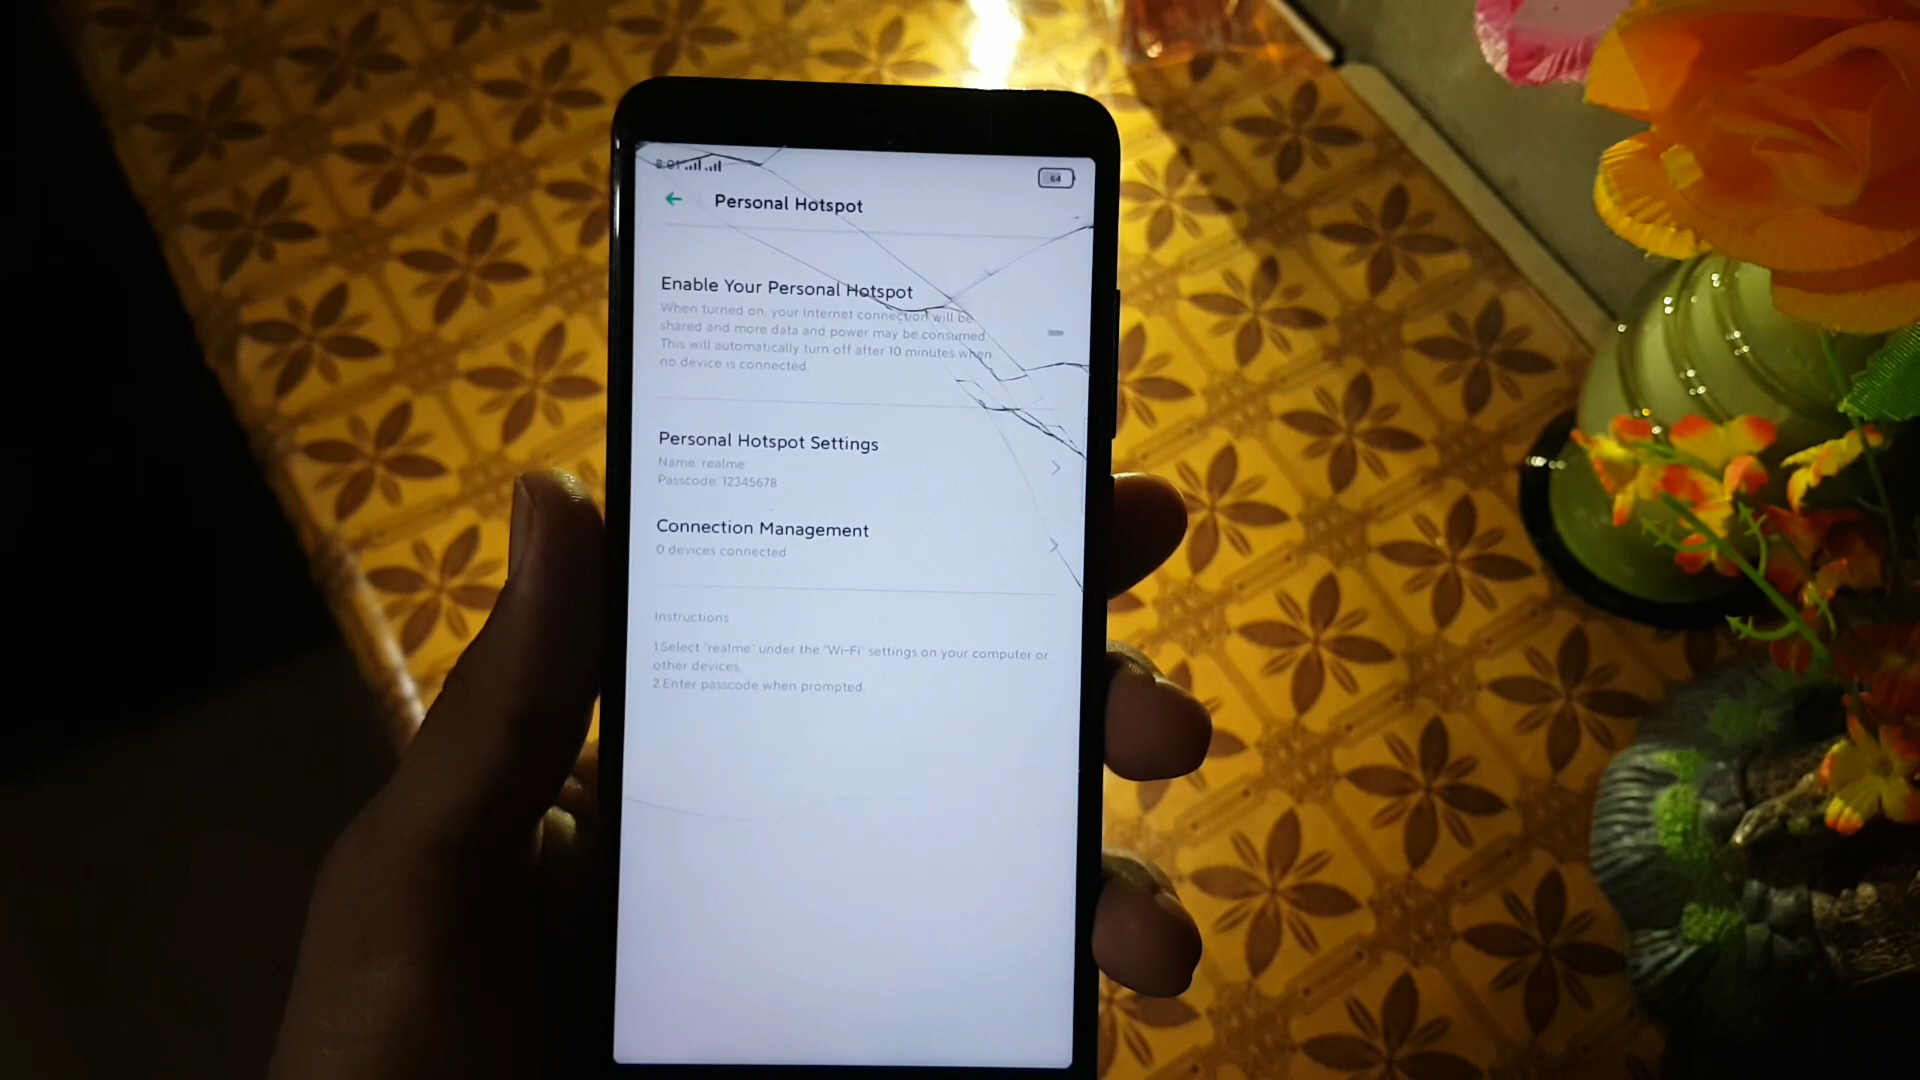 8:01
64
Personal Hotspot
Enable Your Personal Hotspot
When turned on, your Internet connection will be
shared and more data and power may be consumed.
This will automatically turn off after 10 minutes when
no device is connected.
Personal Hotspot Settings
Name: realme
Passcode: 12345678
Connection Management
0 devices connected
Instructions
1.Select "realme" under the "Wi-Fi" settings on your computer or
other devices.
2.Enter passcode when prompted.